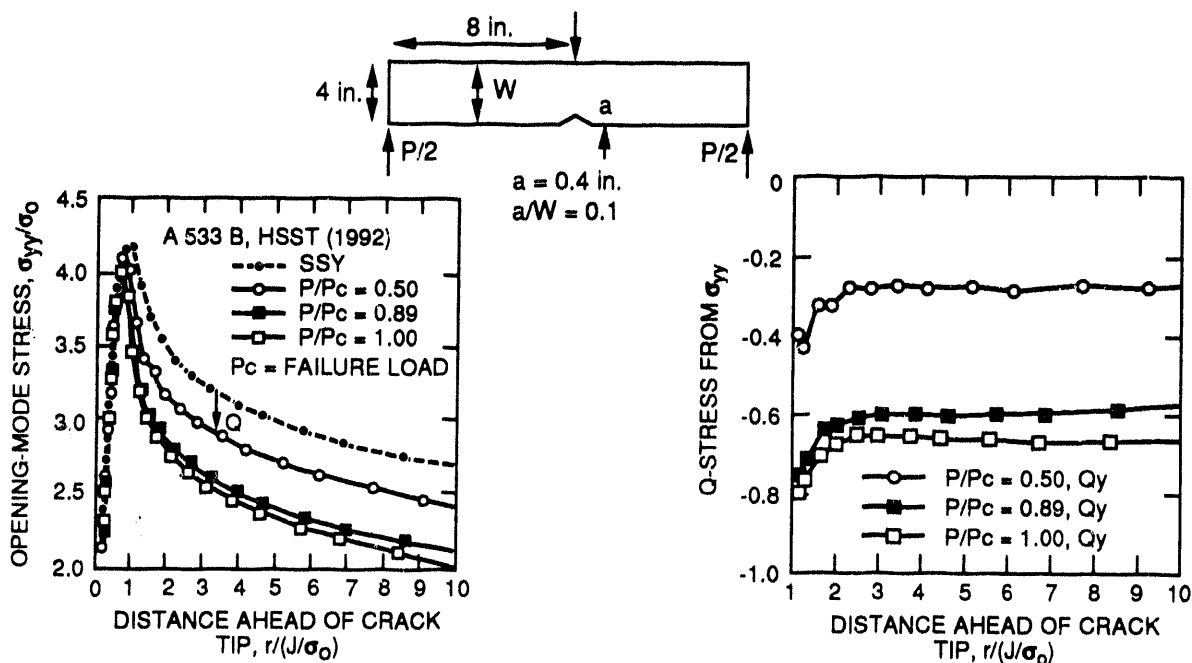 8 in.
4 in.
W
a
P/2
P/2
a = 0.4 in.
a/W = 0.1
OPENING-MODE STRESS, σyy/σo
4.5
4.0
3.5
3.0
2.5
2.0
A 533 B, HSST (1992)
SSY
P/Pc = 0.50
P/Pc = 0.89
P/Pc = 1.00
Pc = FAILURE LOAD
Q
0 1 2 3 4 5 6 7 8 9 10
DISTANCE AHEAD OF CRACK
TIP, r/(J/σo)
Q-STRESS FROM σyy
0
-0.2
-0.4
-0.6
-0.8
-1.0
P/Pc = 0.50, Qy
P/Pc = 0.89, Qy
P/Pc = 1.00, Qy
1 2 3 4 5 6 7 8 9 10
DISTANCE AHEAD OF CRACK
TIP, r/(J/σo)